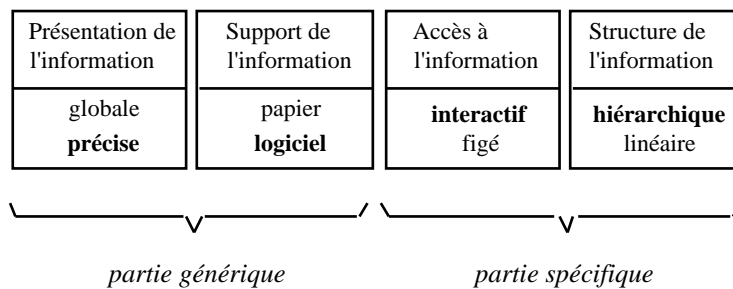 Présentation de
l'information
globale
précise
Support de
l'information
papier
logiciel
Accès à
l'information
interactif
figé
Structure de
l'information
hiérarchique
linéaire
partie générique
partie spécifique